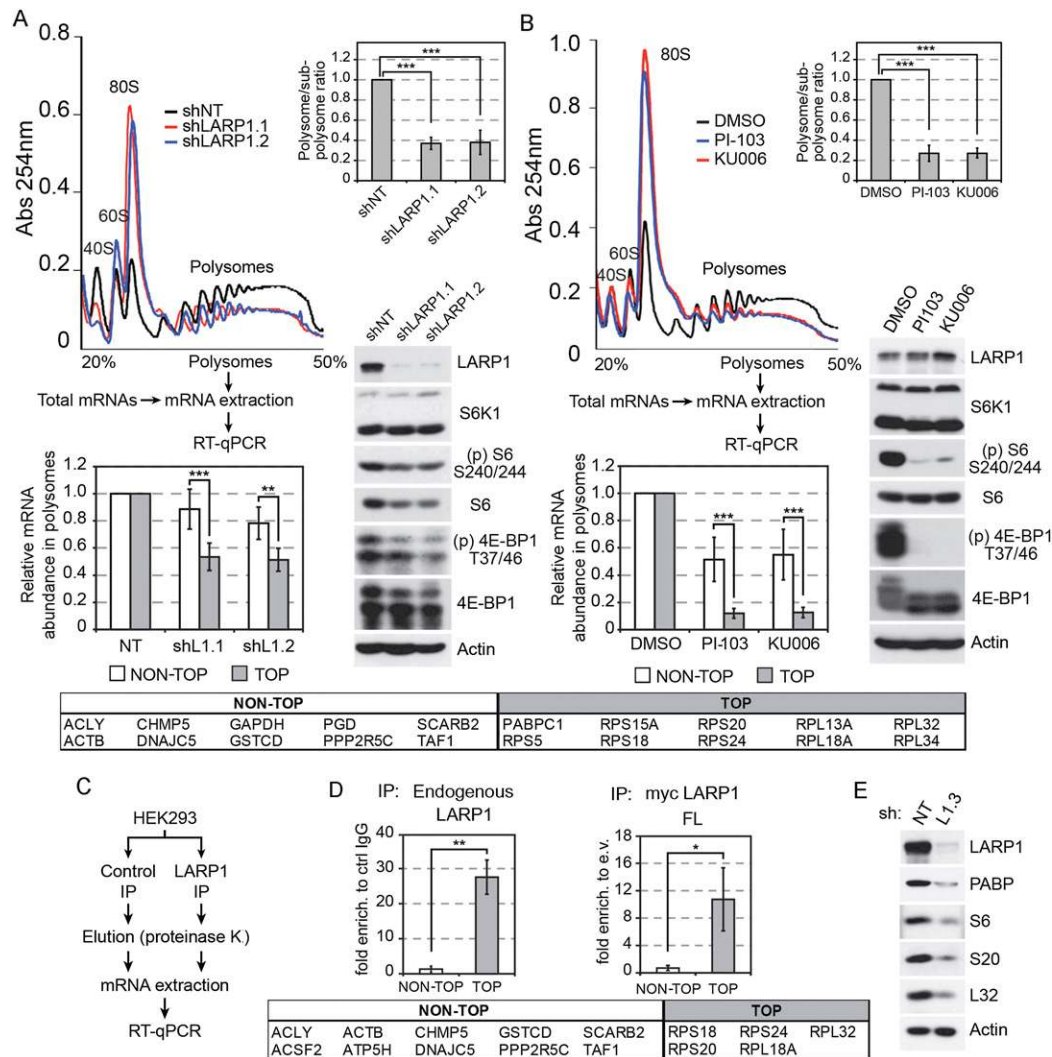 A
Abs 254nm
0.8
0.6
0.4
0.2
0
80S
60S
40S
shNT
shLARP1.1
shLARP1.2
Polysomes
20%
50%
Polysome/sub-
polysome ratio
1.2
1.0
0.8
0.6
0.4
0.2
***
***
shNT
shLARP1.1
shLARP1.2
Polysomes
Total mRNAs
mRNA extraction
RT-qPCR
Relative mRNA
abundance in polysomes
1.2
1.0
0.8
0.6
0.4
0.2
0
***
**
NT
shL1.1
shL1.2
NON-TOP
TOP
shNT
shLARP1.1
shLARP1.2
LARP1
S6K1
(p) S6
S240/244
S6
(p) 4E-BP1
T37/46
4E-BP1
Actin
B
Abs 254nm
1.0
0.8
0.6
0.4
0.2
0
80S
60S
40S
DMSO
PI-103
KU006
Polysomes
20%
50%
Polysome/sub-
polysome ratio
1.2
1.0
0.8
0.6
0.4
0.2
***
***
DMSO
PI-103
KU006
Polysomes
Total mRNAs
mRNA extraction
RT-qPCR
Relative mRNA
abundance in polysomes
1.2
1.0
0.8
0.6
0.4
0.2
0
***
***
DMSO
PI-103
KU006
NON-TOP
TOP
DMSO
PI103
KU006
LARP1
S6K1
(p) S6
S240/244
S6
(p) 4E-BP1
T37/46
4E-BP1
Actin
NON-TOP TOP
ACLY CHMP5 GAPDH PGD SCARB2 PABPC1 RPS15A RPS20 RPL13A RPL32
ACTB DNAJC5 GSTCD PPP2R5C TAF1 RPS5 RPS18 RPS24 RPL18A RPL34
C
HEK293
Control
IP
LARP1
IP
Elution (proteinase K.)
mRNA extraction
RT-qPCR
D
IP: Endogenous
LARP1
fold enrich. to ctrl IgG
40
30
20
10
0
**
NON-TOP
TOP
IP: myc LARP1
FL
fold enrich. to e.v.
18
12
6
0
*
NON-TOP
TOP
NON-TOP TOP
ACLY ACTB CHMP5 GSTCD SCARB2 RPS18 RPS24 RPL32
ACSF2 ATP5H DNAJC5 PPP2R5C TAF1 RPS20 RPL18A
E
sh: NT L1.3
LARP1
PABP
S6
S20
L32
Actin